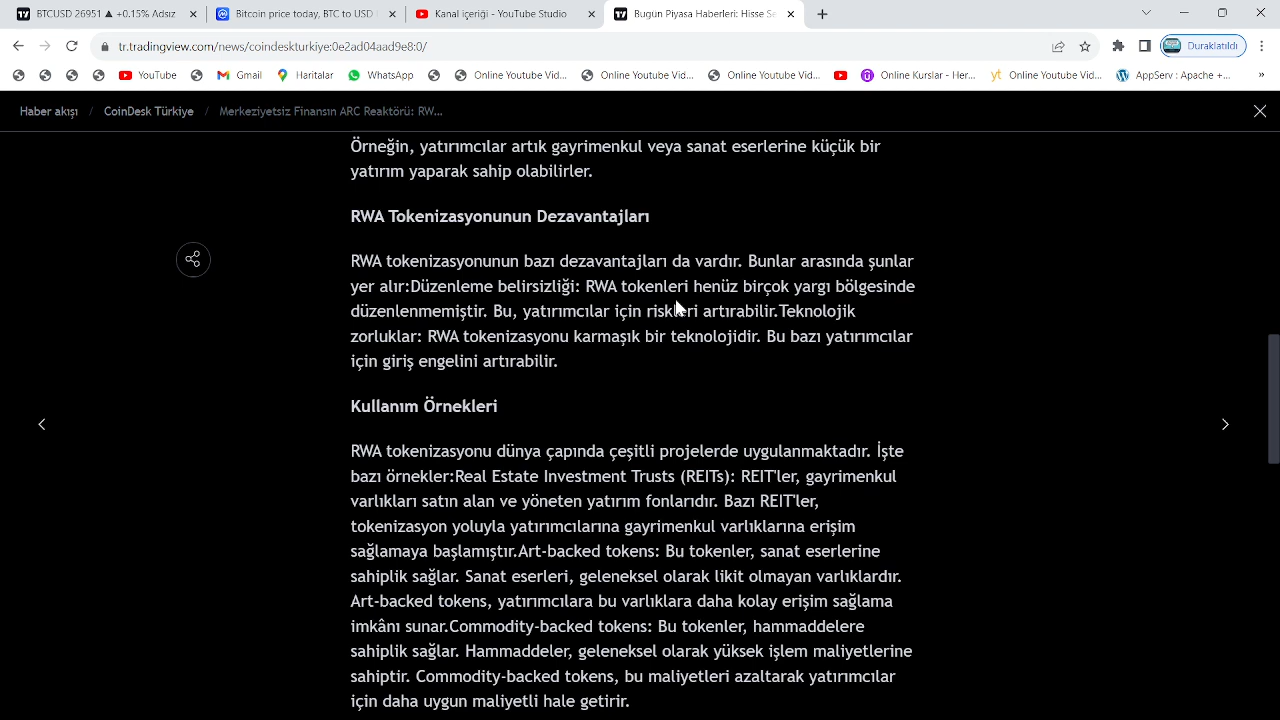 BTCUSD 26951 ▲ +0.15% Adsız
Bitcoin price today, BTC to USD
Kanal içeriği - YouTube Studio
Bugün Piyasa Haberleri: Hisse Se
tr.tradingview.com/news/coindeskturkiye:0e2ad04aad9e8:0/
Duraklatıldı
YouTube
Gmail
Haritalar
WhatsApp
Online Youtube Vid...
Online Youtube Vid...
Online Youtube Vid...
Online Kurslar - Her...
Online Youtube Vid...
AppServ : Apache +...
»
Haber akışı / CoinDesk Türkiye / Merkeziyetsiz Finansın ARC Reaktörü: RW...
Örneğin, yatırımcılar artık gayrimenkul veya sanat eserlerine küçük bir
yatırım yaparak sahip olabilirler.
RWA Tokenizasyonunun Dezavantajları
RWA tokenizasyonunun bazı dezavantajları da vardır. Bunlar arasında şunlar
yer alır:Düzenleme belirsizliği: RWA tokenleri henüz birçok yargı bölgesinde
düzenlenmemiştir. Bu, yatırımcılar için riskleri artırabilir.Teknolojik
zorluklar: RWA tokenizasyonu karmaşık bir teknolojidir. Bu bazı yatırımcılar
için giriş engelini artırabilir.
Kullanım Örnekleri
RWA tokenizasyonu dünya çapında çeşitli projelerde uygulanmaktadır. İşte
bazı örnekler:Real Estate Investment Trusts (REITs): REIT'ler, gayrimenkul
varlıkları satın alan ve yöneten yatırım fonlarıdır. Bazı REIT'ler,
tokenizasyon yoluyla yatırımcılarına gayrimenkul varlıklarına erişim
sağlamaya başlamıştır.Art-backed tokens: Bu tokenler, sanat eserlerine
sahiplik sağlar. Sanat eserleri, geleneksel olarak likit olmayan varlıklardır.
Art-backed tokens, yatırımcılara bu varlıklara daha kolay erişim sağlama
imkânı sunar.Commodity-backed tokens: Bu tokenler, hammaddelere
sahiplik sağlar. Hammaddeler, geleneksel olarak yüksek işlem maliyetlerine
sahiptir. Commodity-backed tokens, bu maliyetleri azaltarak yatırımcılar
için daha uygun maliyetli hale getirir.